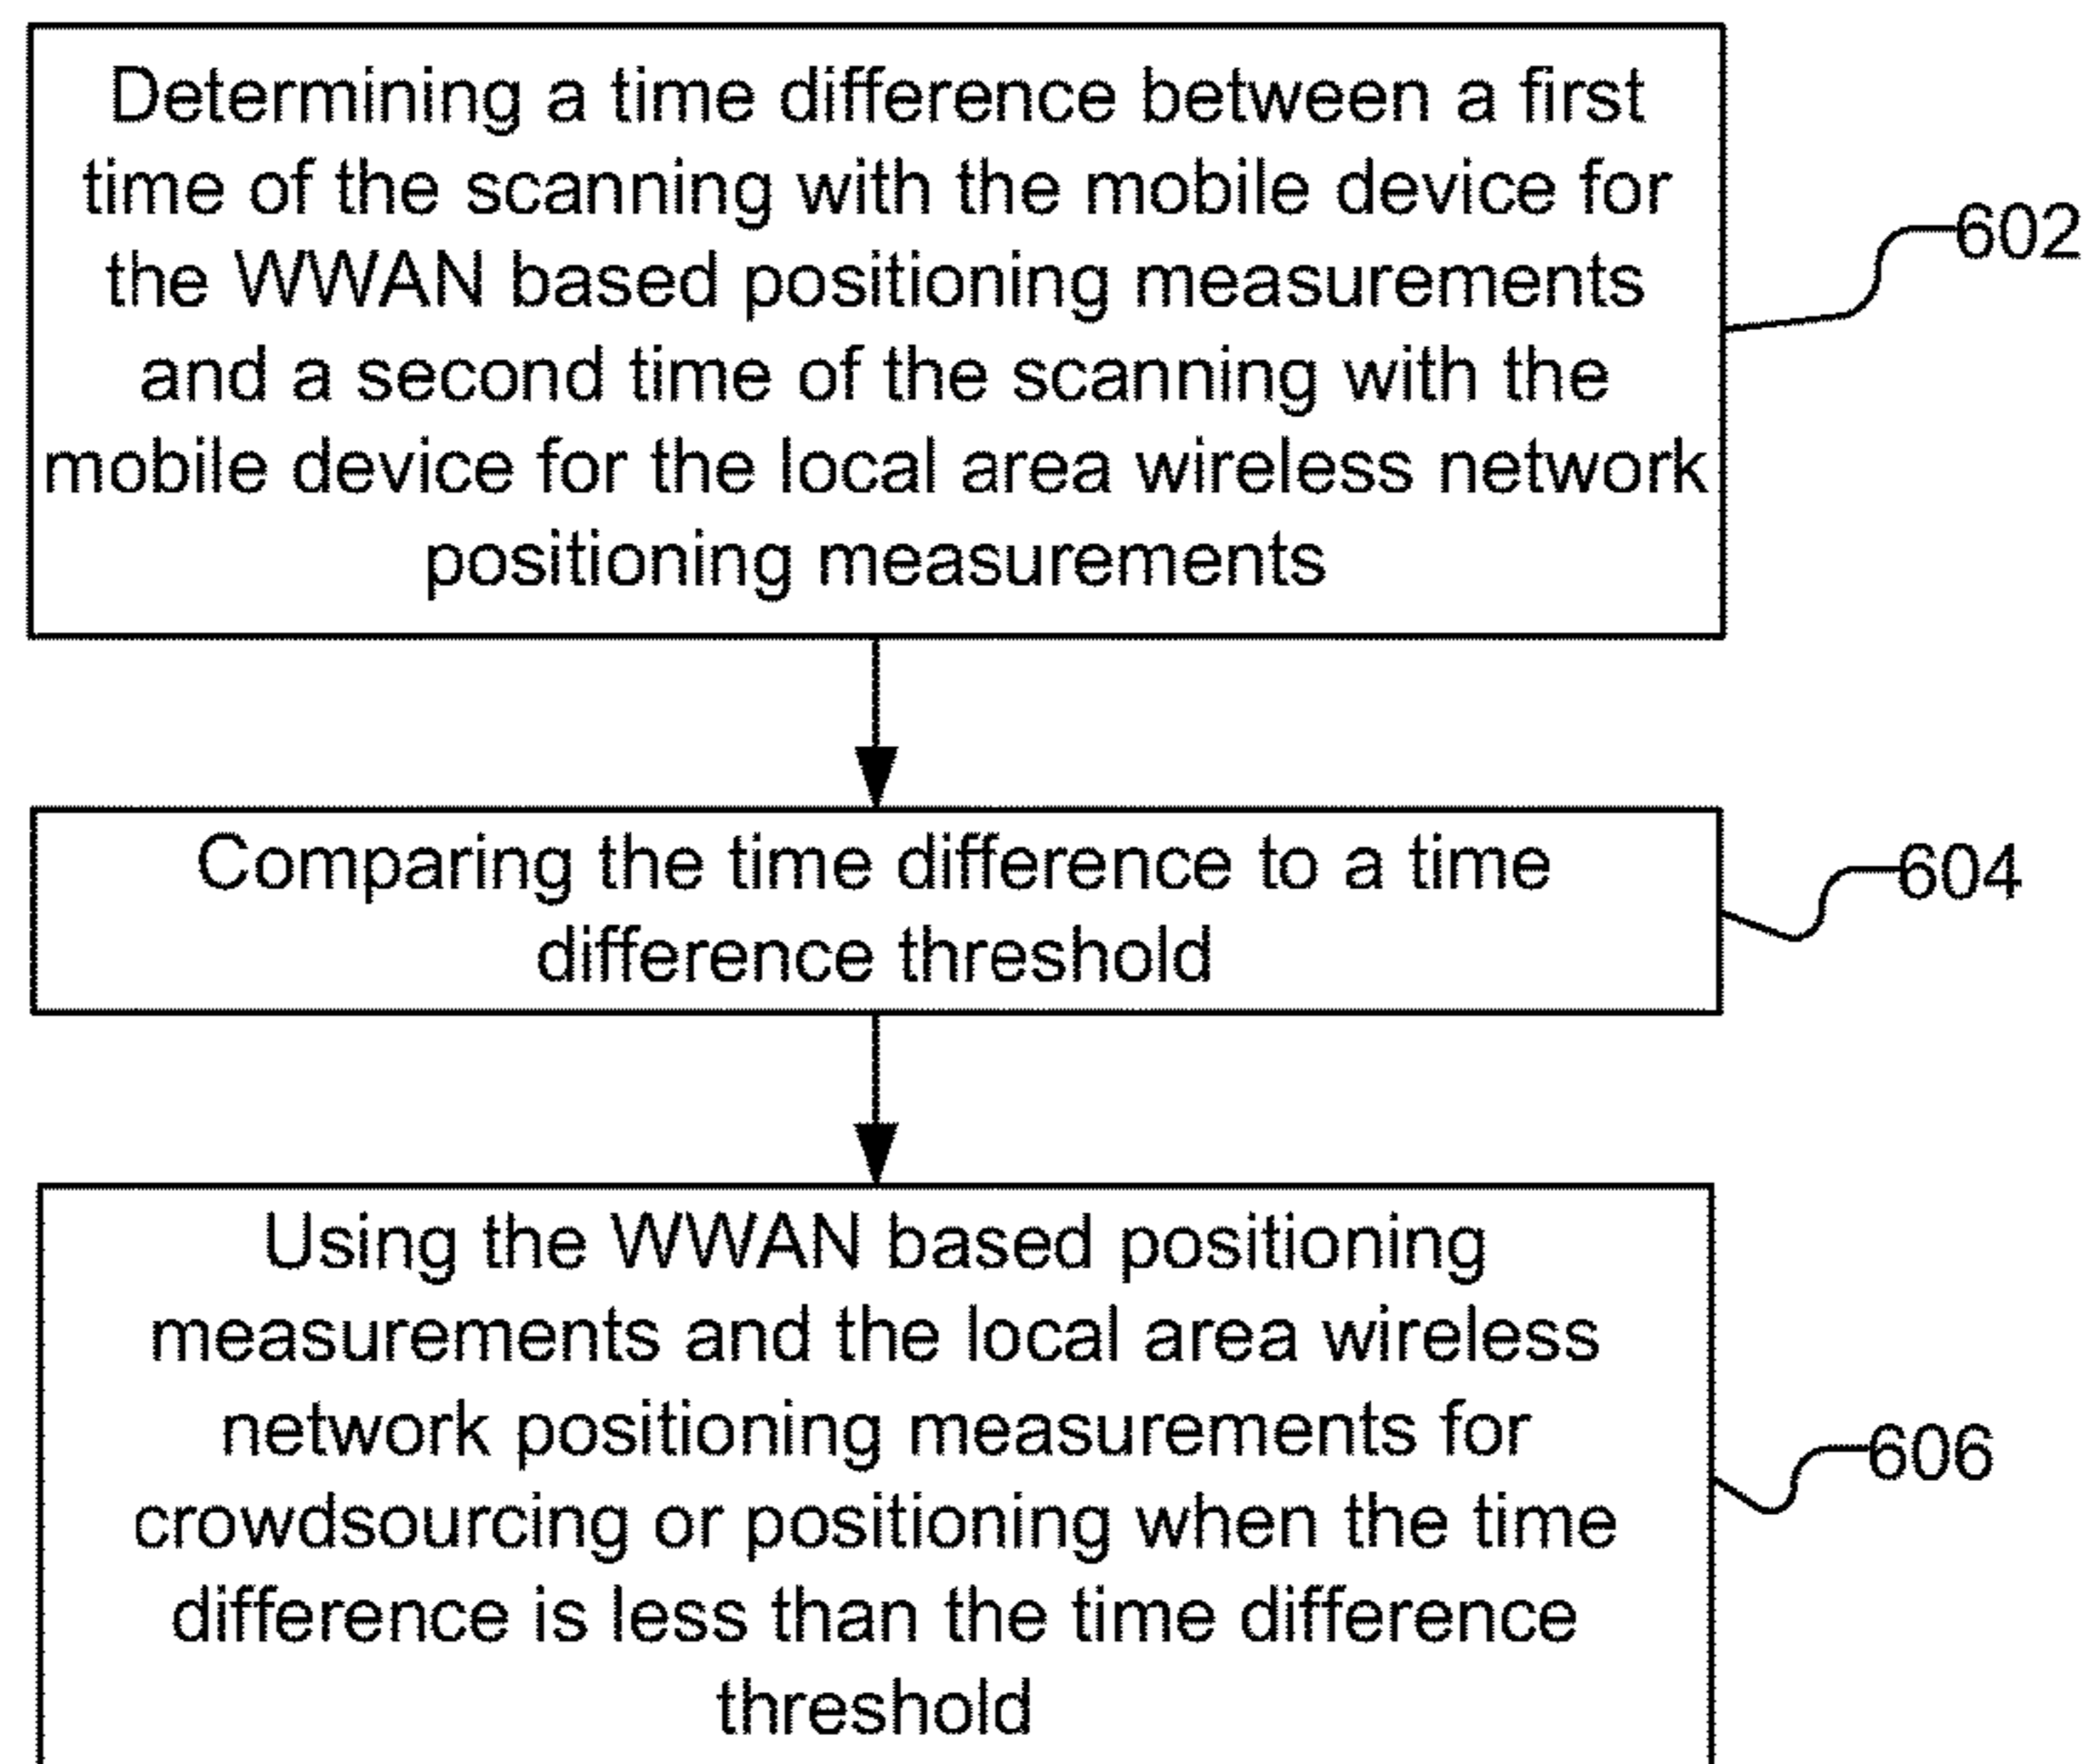 Determining a time difference between a first
time of the scanning with the mobile device for
the WWAN based positioning measurements
and a second time of the scanning with the
mobile device for the local area wireless network
positioning measurements
602
Comparing the time difference to a time
difference threshold
604
Using the WWAN based positioning
measurements and the local area wireless
network positioning measurements for
crowdsourcing or positioning when the time
difference is less than the time difference
threshold
606